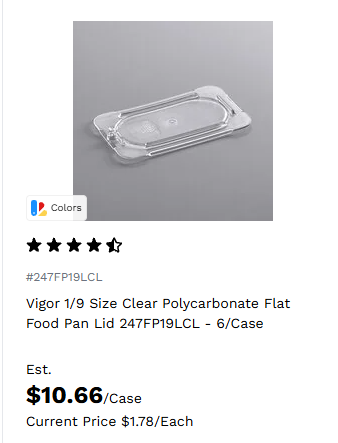 Colors
#247FP19LCL
Vigor 1/9 Size Clear Polycarbonate Flat
Food Pan Lid 247FP19LCL - 6/Case
Est.
$10.66/Case
Current Price $1.78/Each